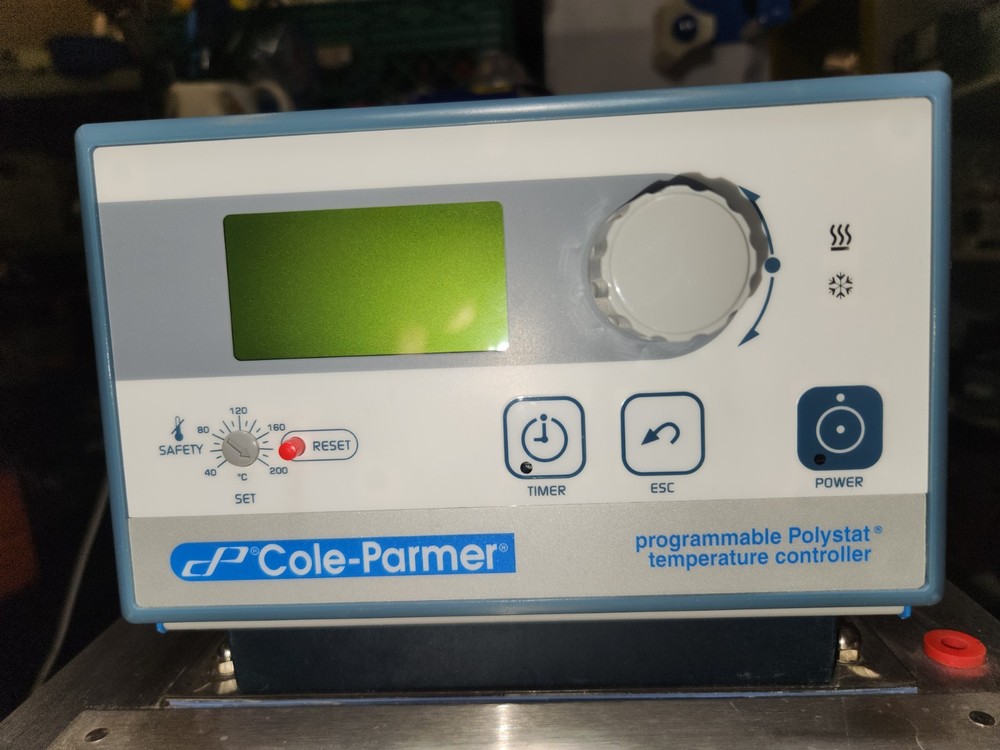 120
80
160
SAFETY
RESET
40
200
°C
SET
TIMER
ESC
POWER
Cole-Parmer®
programmable Polystat®
temperature controller